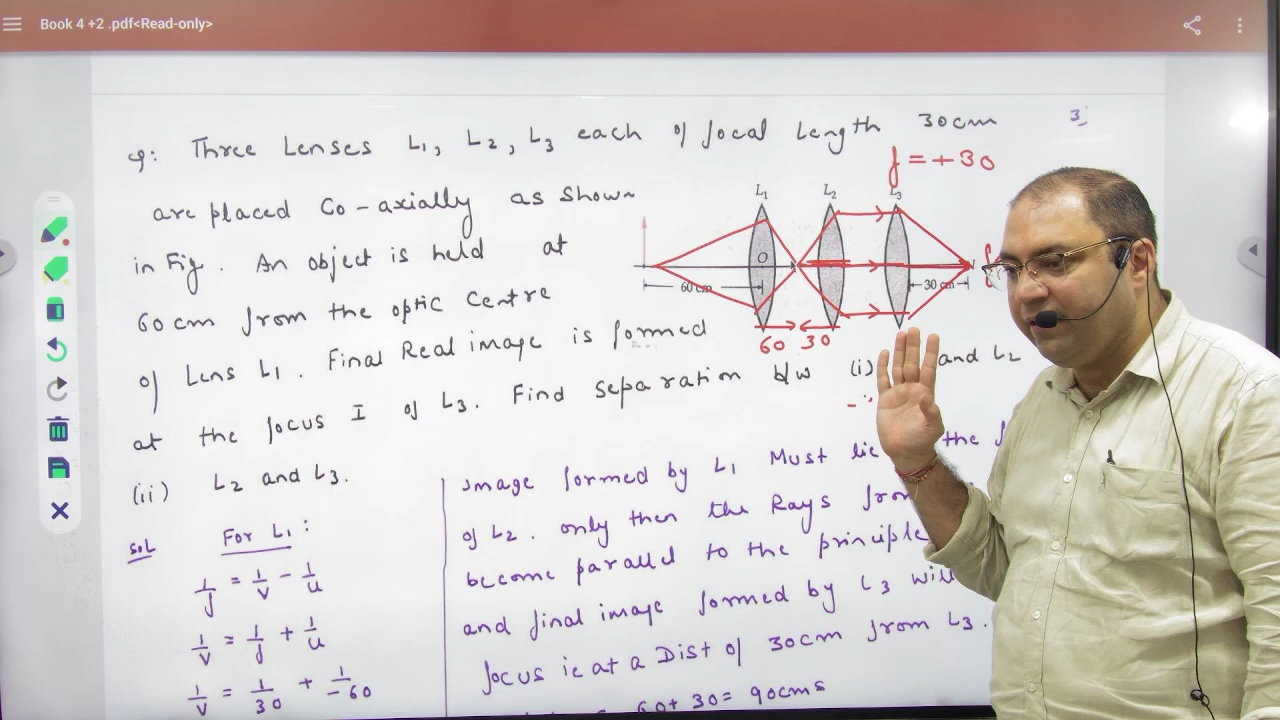 Book 4 +2 .pdf<Read-only>
Q: Three Lenses L1, L2, L3 each of focal Length 30cm
are placed Co-axially as Shown
in Fig. An object is held at
60cm from the optic Centre
of Lens L1. Final Real image is formed
at the focus I of L3. Find Separation b/w (i) and L2
(ii) L2 and L3.
f = +30
L1 L2 L3
O
60 cm
30 cm
60 30
Sol
For L1:
1/f = 1/v - 1/u
1/v = 1/f + 1/u
1/v = 1/30 + 1/-60
Image formed by L1 Must lie the
of L2. only then the Rays from
become parallel to the principle
and final image formed by L3 will
focus ie at a Dist of 30cm from L3.
60+ 30= 90cms